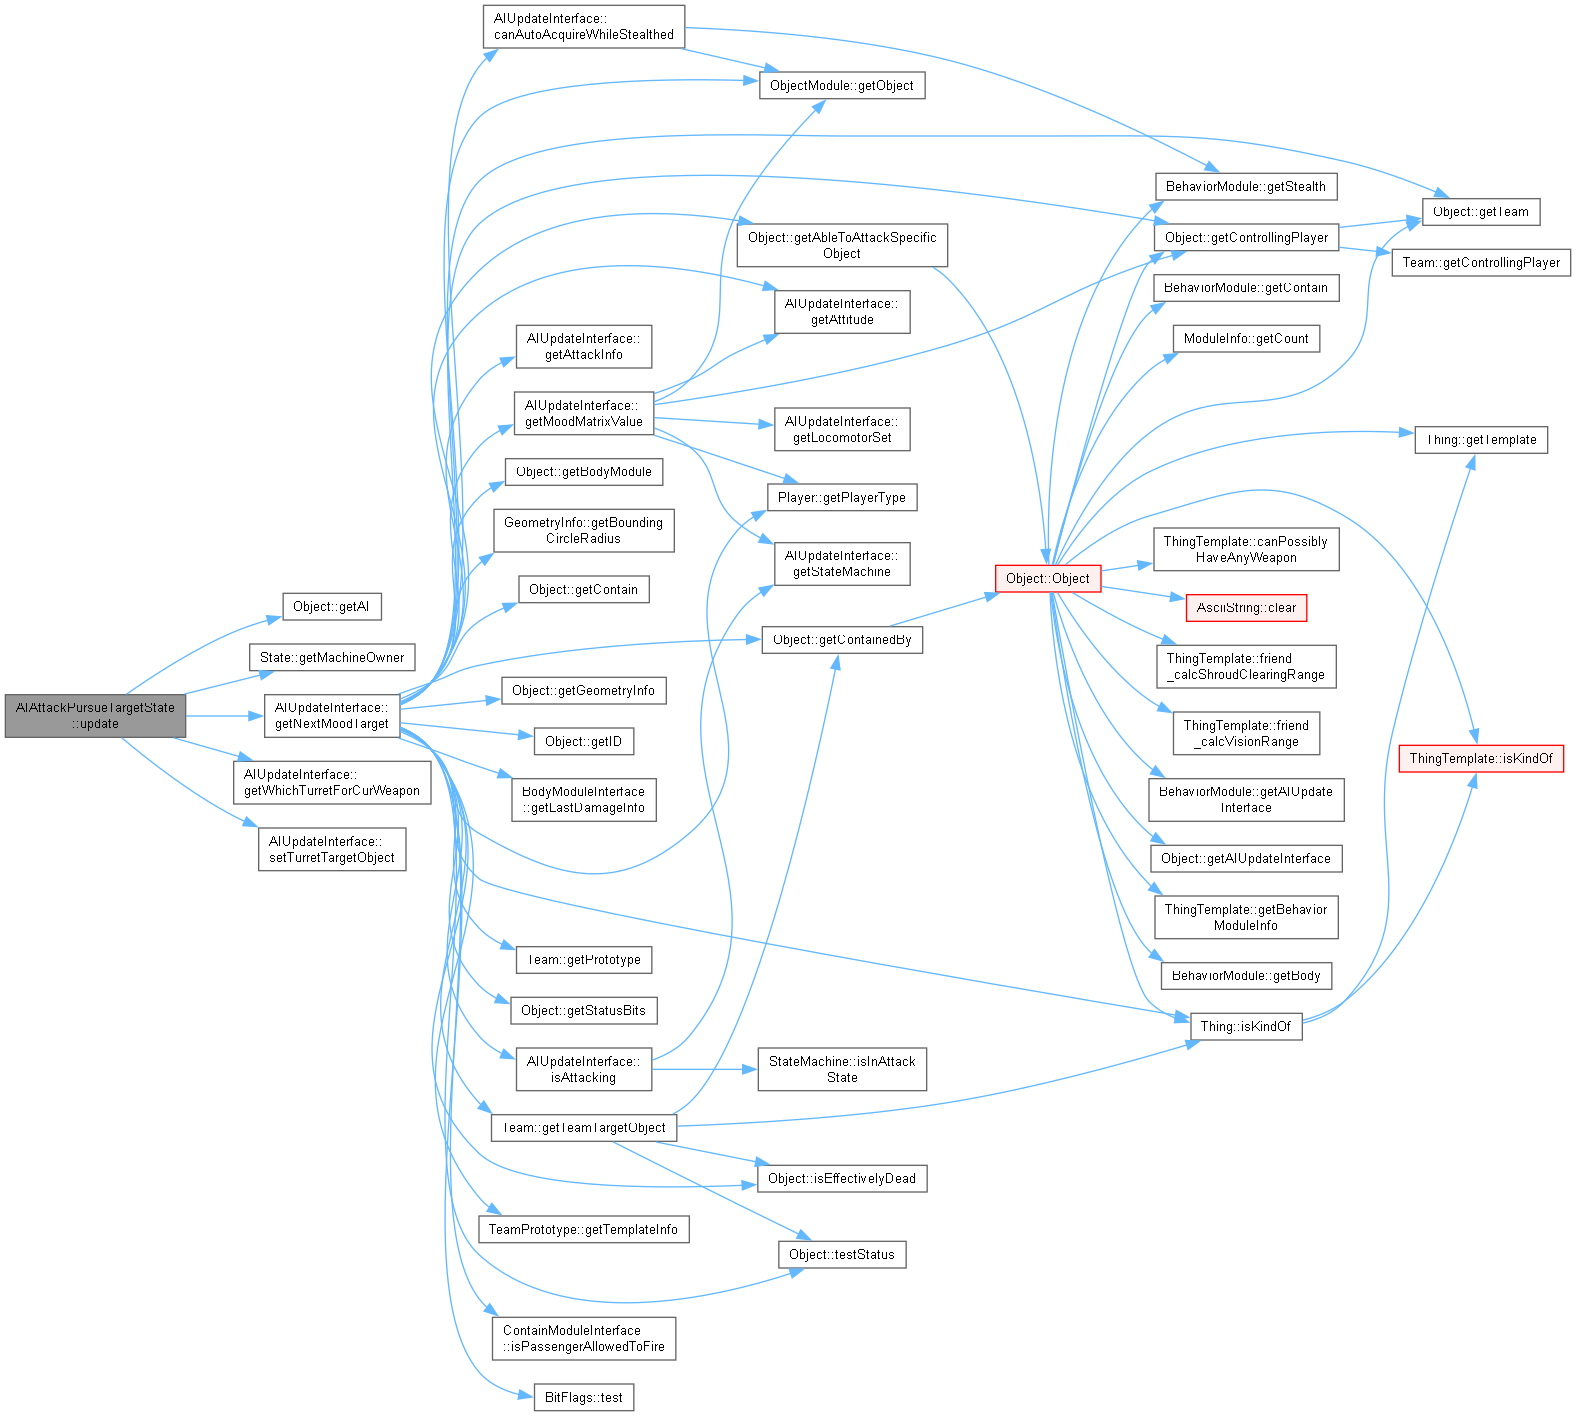 AIAttackPursueTargetState
::update
Object::getAI
State::getMachineOwner
AIUpdateInterface::
getNextMoodTarget
AIUpdateInterface::
getWhichTurretForCurWeapon
AIUpdateInterface::
setTurretTargetObject
AIUpdateInterface::
canAutoAcquireWhileStealthed
AIUpdateInterface::
getAttackInfo
AIUpdateInterface::
getMoodMatrixValue
Object::getBodyModule
GeometryInfo::getBounding
CircleRadius
Object::getContain
Object::getGeometryInfo
Object::getID
BodyModuleInterface
::getLastDamageInfo
Team::getPrototype
Object::getStatusBits
AIUpdateInterface::
isAttacking
Team::getTeamTargetObject
TeamPrototype::getTemplateInfo
ContainModuleInterface
::isPassengerAllowedToFire
BitFlags::test
ObjectModule::getObject
Object::getAbleToAttackSpecific
Object
AIUpdateInterface::
getAttitude
AIUpdateInterface::
getLocomotorSet
Player::getPlayerType
AIUpdateInterface::
getStateMachine
Object::getContainedBy
StateMachine::isInAttack
State
Object::isEffectivelyDead
Object::testStatus
Object::Object
BehaviorModule::getStealth
Object::getControllingPlayer
BehaviorModule::getContain
ModuleInfo::getCount
ThingTemplate::canPossibly
HaveAnyWeapon
AsciiString::clear
ThingTemplate::friend
_calcShroudClearingRange
ThingTemplate::friend
_calcVisionRange
BehaviorModule::getAIUpdate
Interface
Object::getAIUpdateInterface
ThingTemplate::getBehavior
ModuleInfo
BehaviorModule::getBody
Thing::isKindOf
Object::getTeam
Team::getControllingPlayer
Thing::getTemplate
ThingTemplate::isKindOf